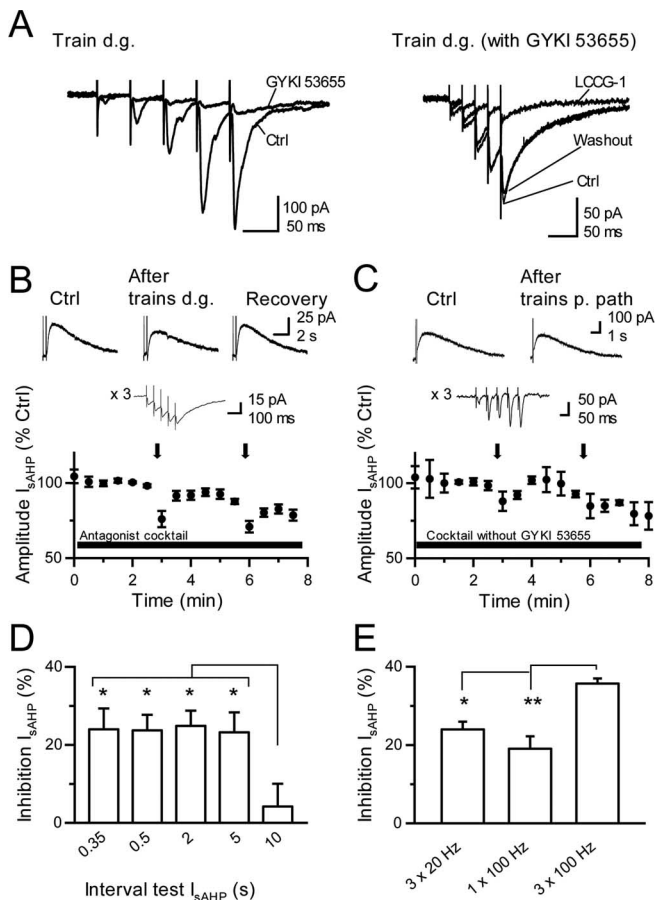 A
Train d.g.
GYKI 53655
Ctrl
100 pA
50 ms
Train d.g. (with GYKI 53655)
LCCG-1
Washout
Ctrl
50 pA
50 ms
B
Ctrl
After
trains d.g.
Recovery
25 pA
2 s
x 3
15 pA
100 ms
Amplitude IsAHP (% Ctrl)
100
50
Antagonist cocktail
0 2 4 6 8
Time (min)
C
Ctrl
After
trains p. path
100 pA
1 s
x 3
50 pA
50 ms
Amplitude IsAHP (% Ctrl)
100
50
Cocktail without GYKI 53655
0 2 4 6 8
Time (min)
D
Inhibition IsAHP (%)
40
20
0
* * * *
0.35 0.5 2 5 10
Interval test IsAHP (s)
E
Inhibition IsAHP (%)
40
20
0
* **
3 x 20 Hz
1 x 100 Hz
3 x 100 Hz